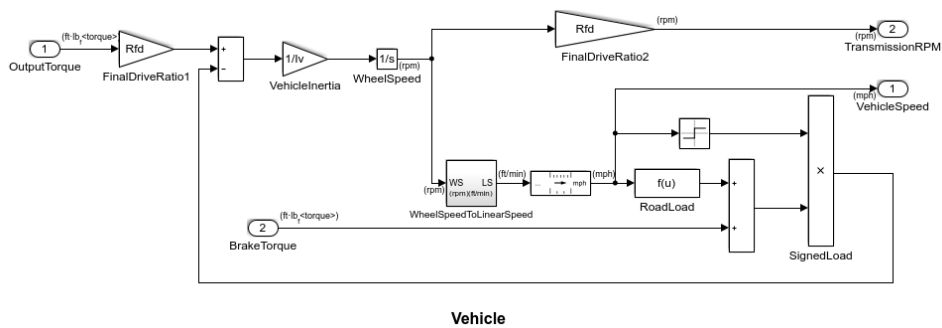 (ft·lbf<torque>)
1
OutputTorque
Rfd
FinalDriveRatio1
+
−
1/Iv
VehicleInertia
1/s
(rpm)
WheelSpeed
Rfd
FinalDriveRatio2
(rpm)
(rpm)
2
TransmissionRPM
(mph)
1
VehicleSpeed
(rpm)
WS LS
(rpm)(ft/min)
WheelSpeedToLinearSpeed
(ft/min)
... mph
(mph)
f(u)
RoadLoad
(ft·lbf<torque>)
2
BrakeTorque
+
+
×
SignedLoad
Vehicle